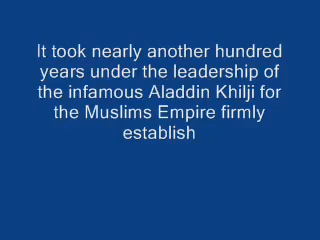 It took nearly another hundred
years under the leadership of
the infamous Aladdin Khilji for
the Muslims Empire firmly
establish